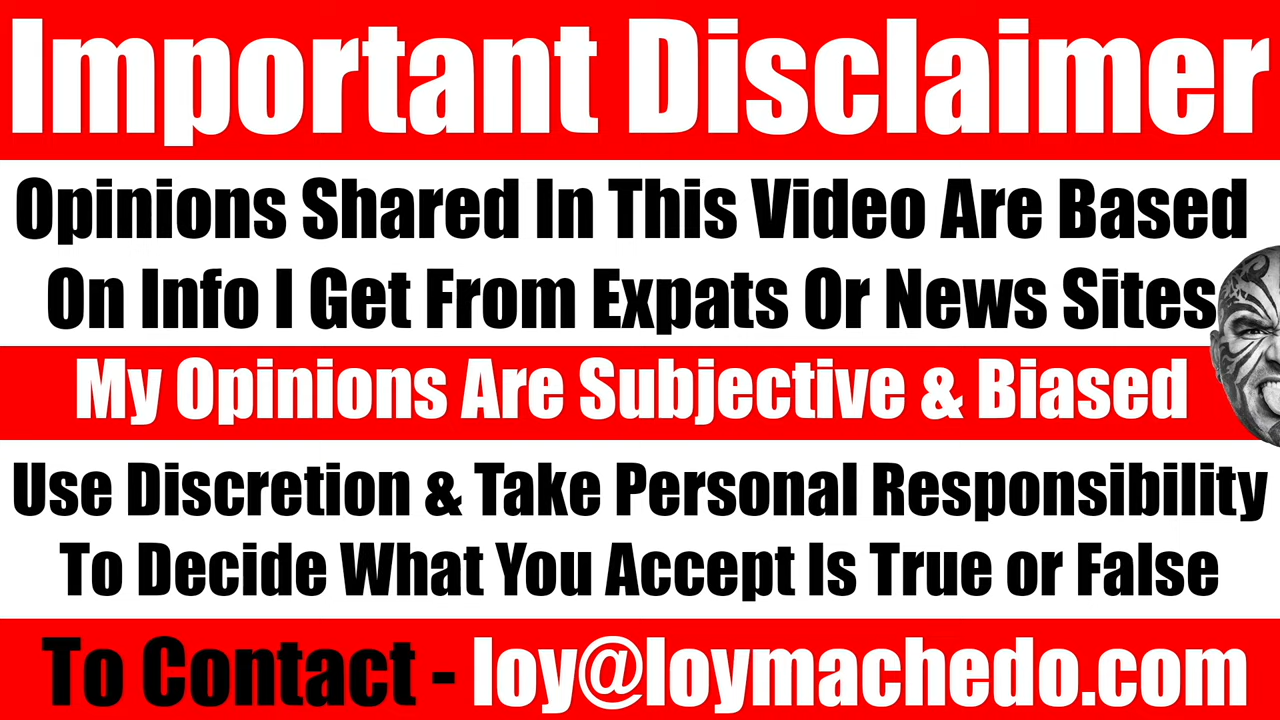 Important Disclaimer
Opinions Shared In This Video Are Based
On Info I Get From Expats Or News Sites
My Opinions Are Subjective & Biased
Use Discretion & Take Personal Responsibility
To Decide What You Accept Is True or False
To Contact - loy@loymachedo.com